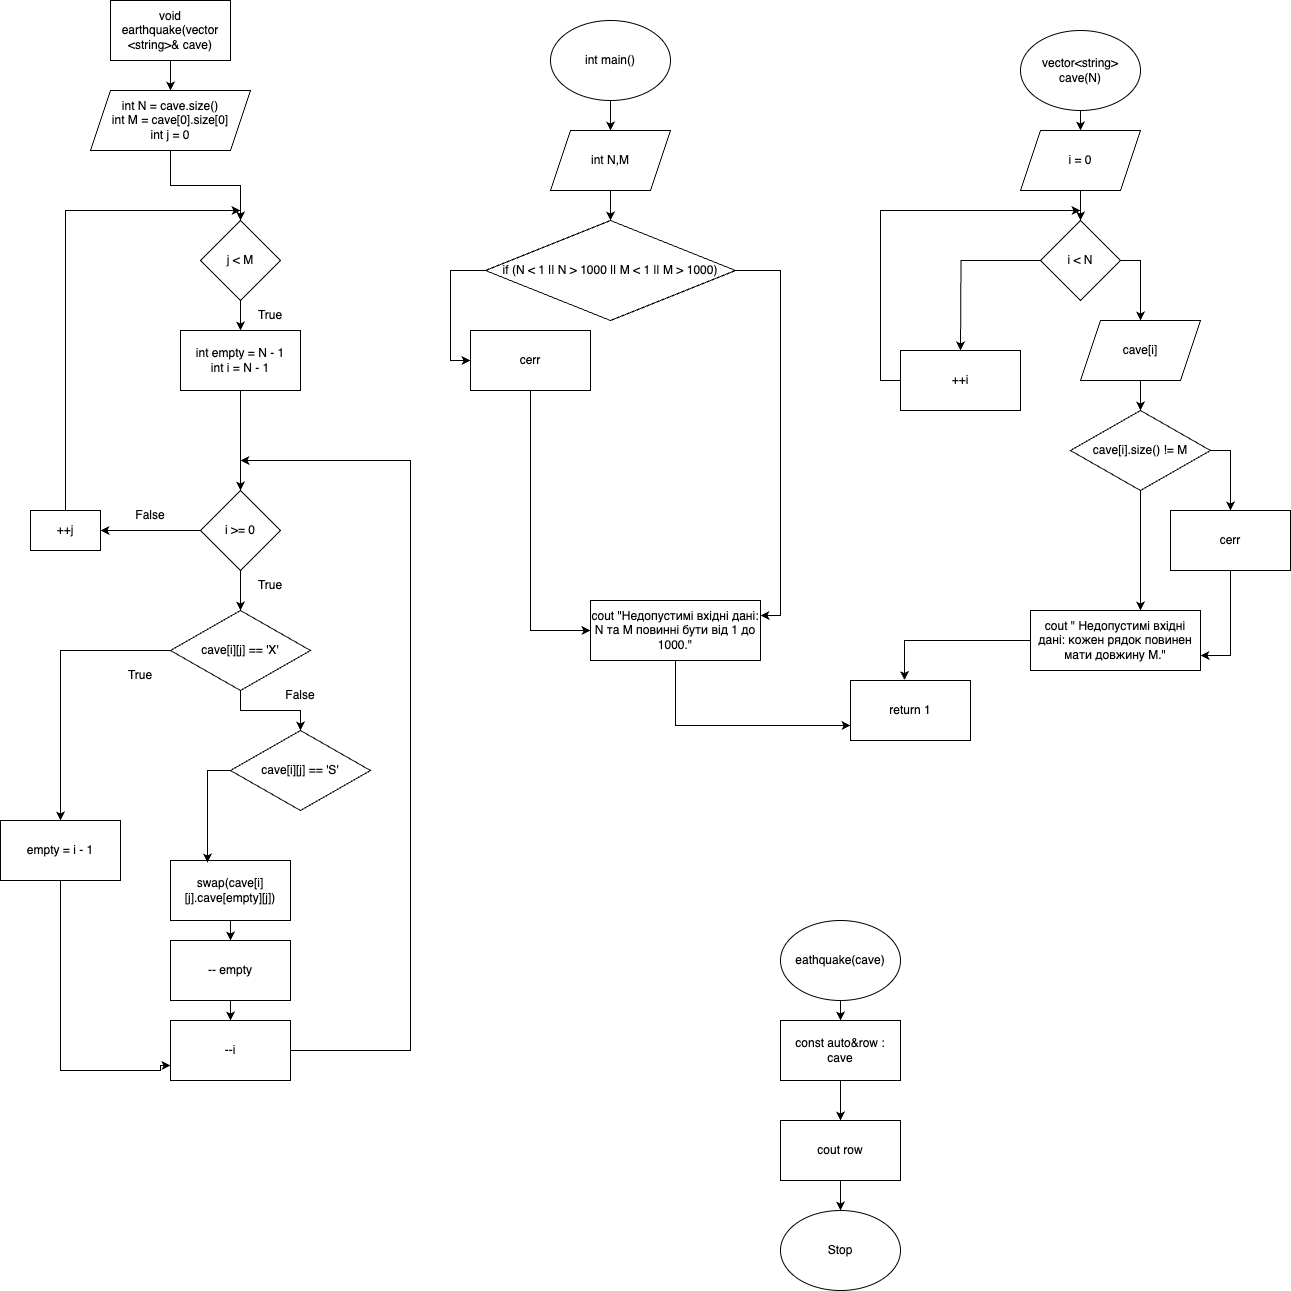 void
earthquake(vector
<string>& cave)
int N = cave.size()
int M = cave[0].size[0]
int j = 0
j < M
True
int empty = N - 1
int i = N - 1
i >= 0
False
++j
True
cave[i][j] == 'X'
True
False
cave[i][j] == 'S'
empty = i - 1
swap(cave[i]
[j].cave[empty][j])
-- empty
--i
int main()
int N,M
if (N < 1 || N > 1000 || M < 1 || M > 1000)
cerr
cout "Недопустимі вхідні дані:
N та M повинні бути від 1 до
1000."
return 1
vector<string>
cave(N)
i = 0
i < N
++i
cave[i]
cave[i].size() != M
cerr
cout " Недопустимі вхідні
дані: кожен рядок повинен
мати довжину M."
eathquake(cave)
const auto&row :
cave
cout row
Stop